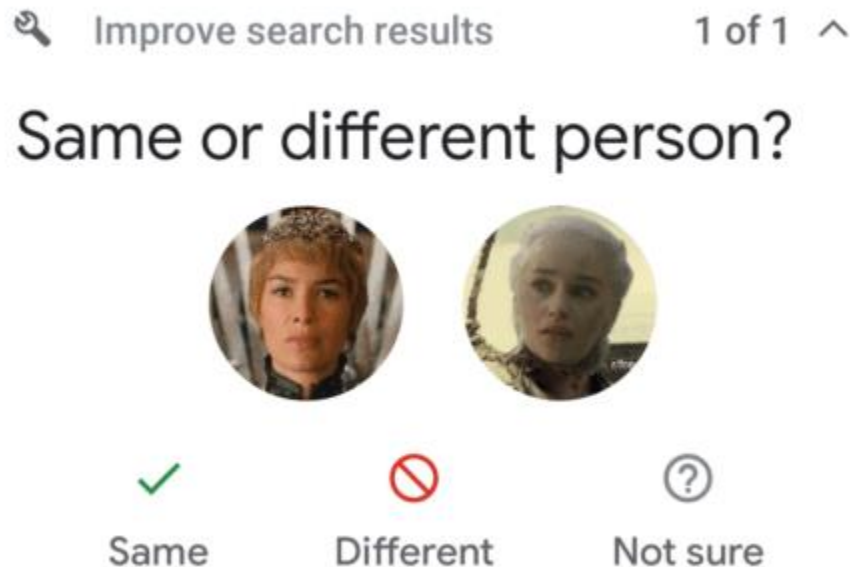 Improve search results 1 of 1
Same or different person?
Same Different Not sure